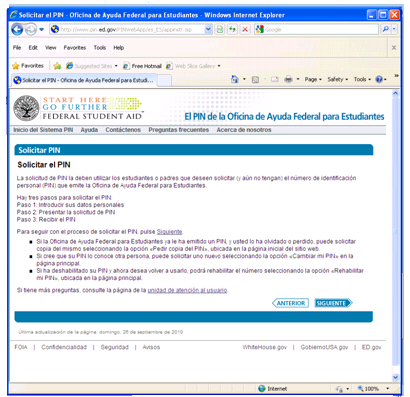 Solicitar el PIN - Oficina de Ayuda Federal para Estudiantes - Windows Internet Explorer
Google
File Edit View Favorites Tools Help
Favorites Suggested Sites Free Hotmail Web Slice Gallery
Solicitar el PIN - Oficina de Ayuda Federal para Estudi...
Page Safety Tools
START HERE
GO FURTHER
FEDERAL STUDENT AID
El PIN de la Oficina de Ayuda Federal para Estudiantes
Inicio del Sistema PIN Ayuda Contáctenos Preguntas frecuentes Acerca de nosotros
Solicitar PIN
Solicitar el PIN
La solicitud de PIN la deben utilizar los estudiantes o padres que deseen solicitar (y aún no tengan) el número de identificación
personal (PIN) que emite la Oficina de Ayuda Federal para Estudiantes.
Hay tres pasos para solicitar el PIN:
Paso 1: Introducir sus datos personales
Paso 2: Presentar la solicitud de PIN
Paso 3: Recibir el PIN
Para seguir con el proceso de solicitar el PIN, pulse Siguiente.
Si la Oficina de Ayuda Federal para Estudiantes ya le ha emitido un PIN, y usted lo ha olvidado o perdido, puede solicitar
copia del mismo seleccionando la opción «Pedir copia del PIN», ubicada en la página inicial del sitio web.
Si cree que su PIN lo conoce otra persona, puede solicitar uno nuevo seleccionando la opción «Cambiar mi PIN» en la
página principal.
Si ha deshabilitado su PIN y ahora desea volver a usarlo, podrá rehabilitar el número seleccionando la opción «Rehabilitar
mi PIN», ubicada en la página principal.
Si tiene más preguntas, consulte la página de la unidad de atención al usuario.
ANTERIOR SIGUIENTE
Última actualización de la página: domingo, 26 de septiembre de 2010
FOIA | Confidencialidad | Seguridad | Avisos WhiteHouse.gov | GobiernoUSA.gov | ED.gov
Internet 100%